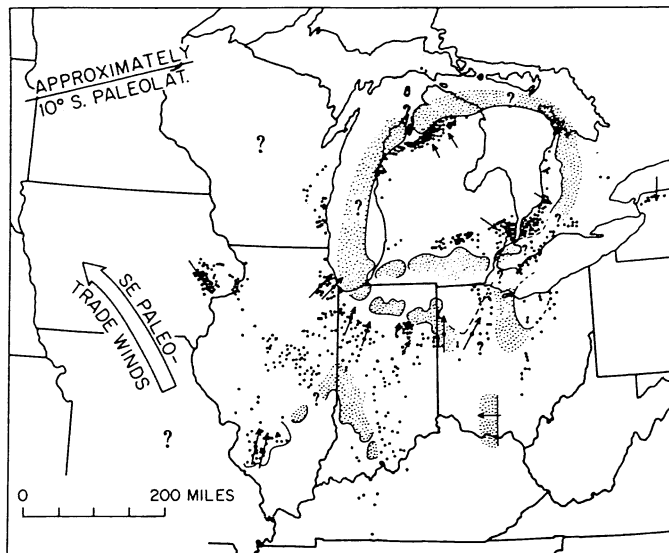 APPROXIMATELY
10° S. PALEOLAT.
?
?
?
?
?
?
SE PALEO-
TRADE WINDS
?
?
?
?
0
200 MILES